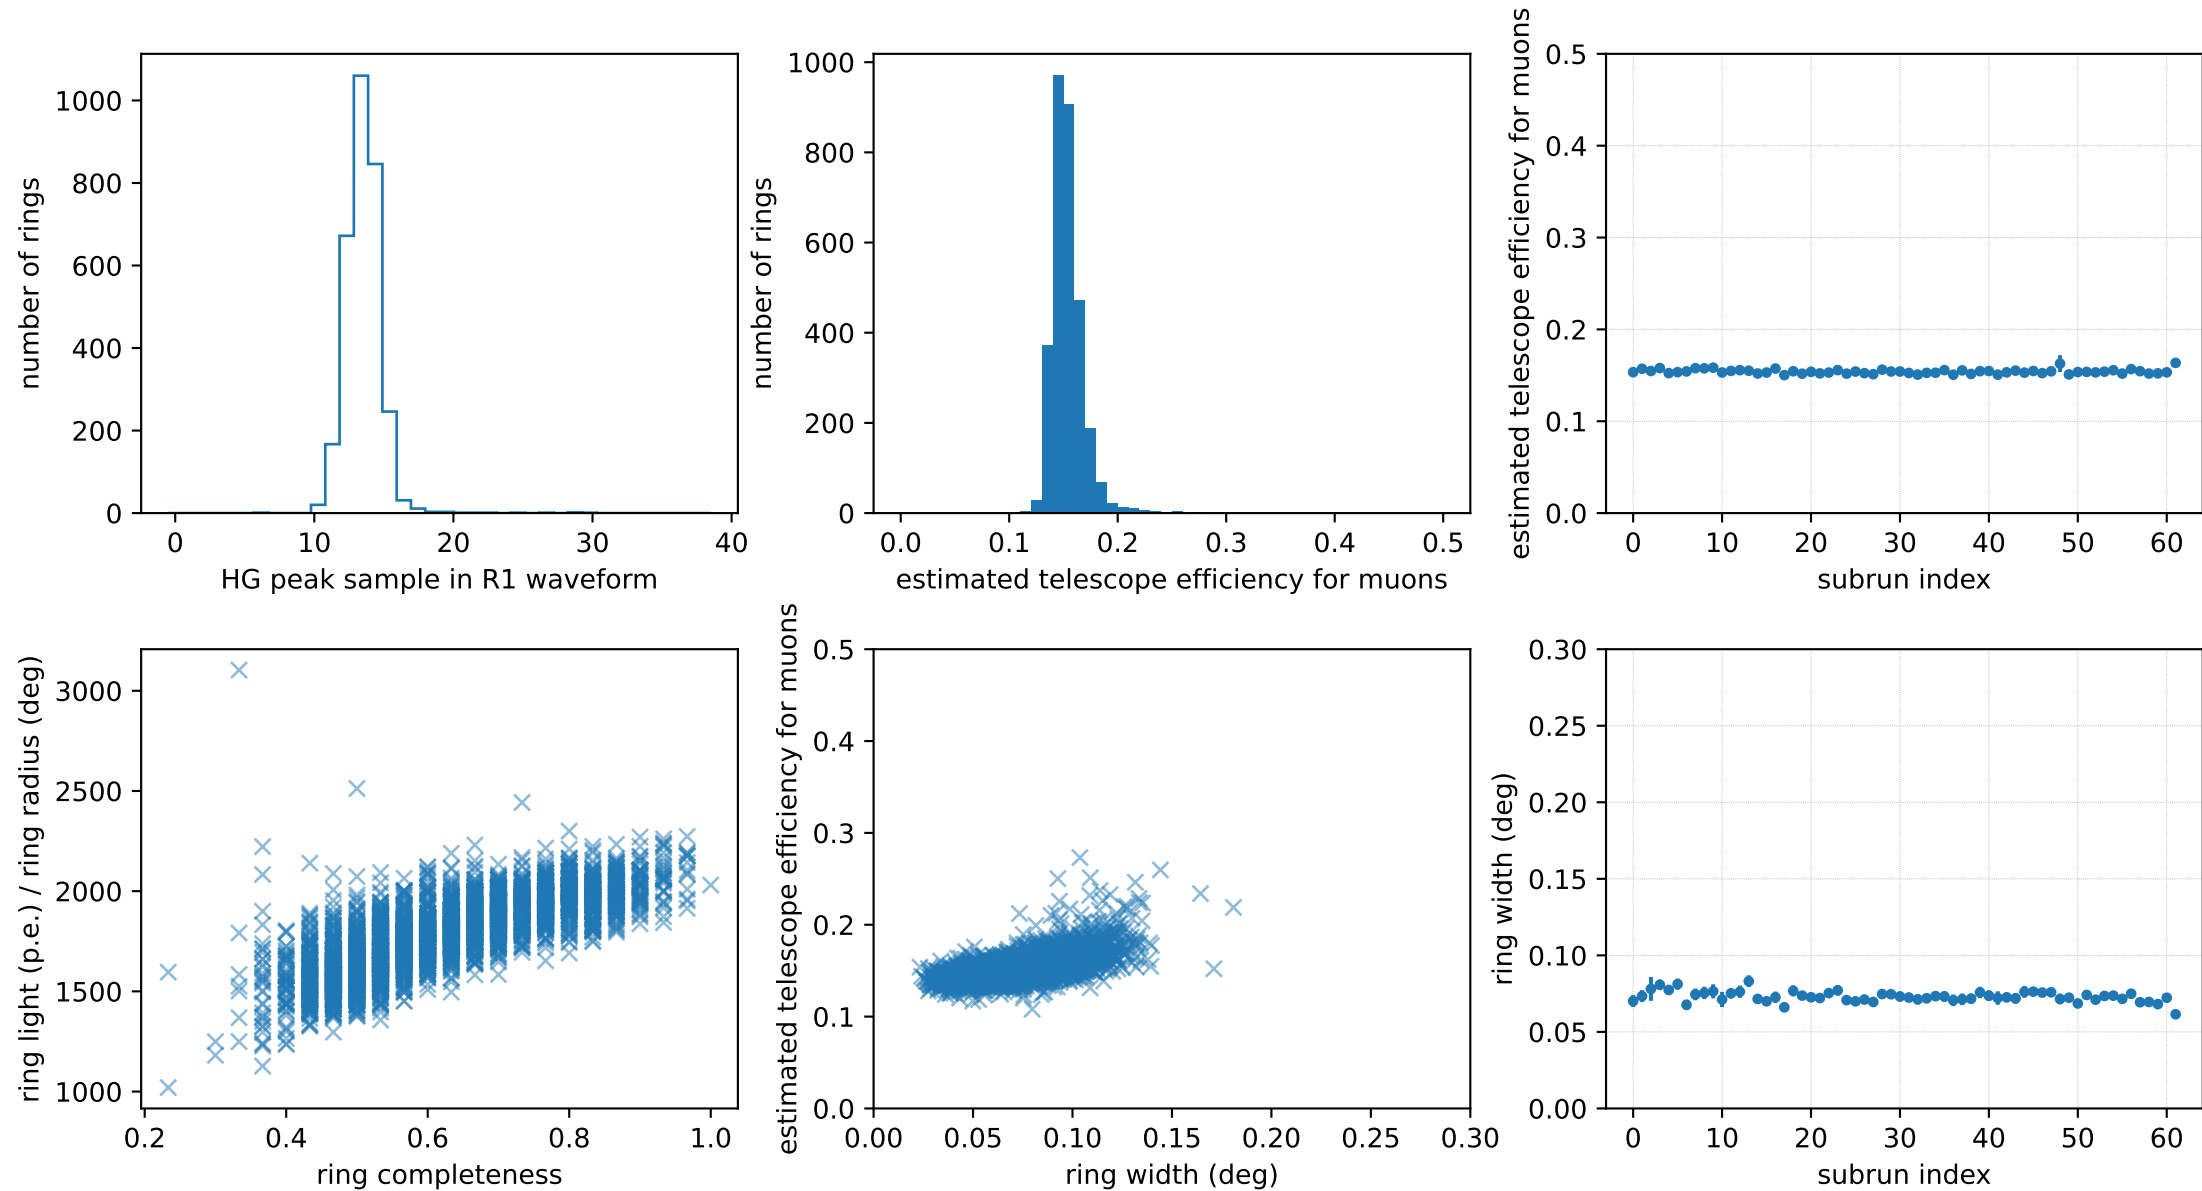 1000
800
600
400
200
0
number of rings
0 10 20 30 40
HG peak sample in R1 waveform
1000
800
600
400
200
0
number of rings
0.0 0.1 0.2 0.3 0.4 0.5
estimated telescope efficiency for muons
0.5
0.4
0.3
0.2
0.1
0.0
estimated telescope efficiency for muons
0 10 20 30 40 50 60
subrun index
3000
2500
2000
1500
1000
ring light (p.e.) / ring radius (deg)
0.2 0.4 0.6 0.8 1.0
ring completeness
0.5
0.4
0.3
0.2
0.1
0.0
estimated telescope efficiency for muons
0.00 0.05 0.10 0.15 0.20 0.25 0.30
ring width (deg)
0.30
0.25
0.20
0.15
0.10
0.05
0.00
ring width (deg)
0 10 20 30 40 50 60
subrun index